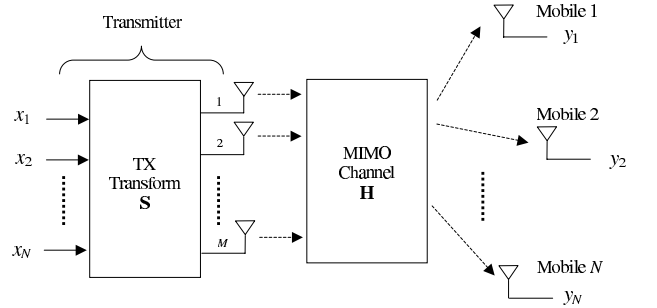 Transmitter
Mobile 1
y1
x1
1
x2
2
Mobile 2
y2
TX
Transform
S
MIMO
Channel
H
xN
M
Mobile N
yN